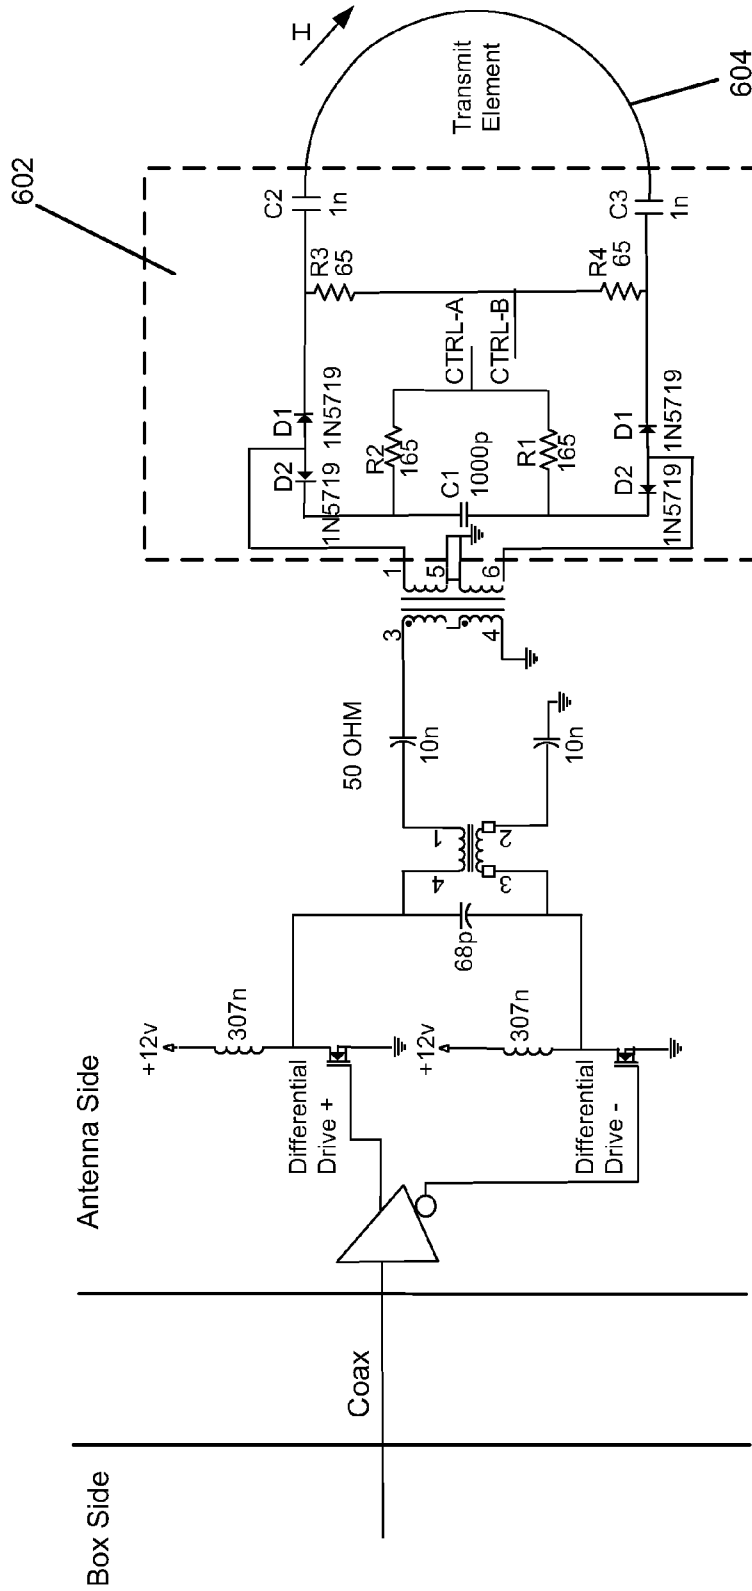 Box Side
Coax
Antenna Side
Differential
Drive +
+12v
307n
Differential
Drive -
+12v
307n
68p
4
1
3
2
50 OHM
10n
10n
3
4
1
5
6
D2
1N5719
D1
1N5719
R2
165
C1
1000p
R1
165
CTRL-A
CTRL-B
D2
1N5719
D1
1N5719
R3
65
R4
65
C2
1n
C3
1n
602
Transmit
Element
I
604